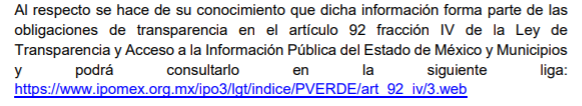 Al respecto se hace de su conocimiento que dicha información forma parte de las
obligaciones de transparencia en el artículo 92 fracción IV de la Ley de
Transparencia y Acceso a la Información Pública del Estado de México y Municipios
y podrá consultarlo en la siguiente liga:
https://www.ipomex.org.mx/ipo3/lgt/indice/PVERDE/art_92_iv/3.web